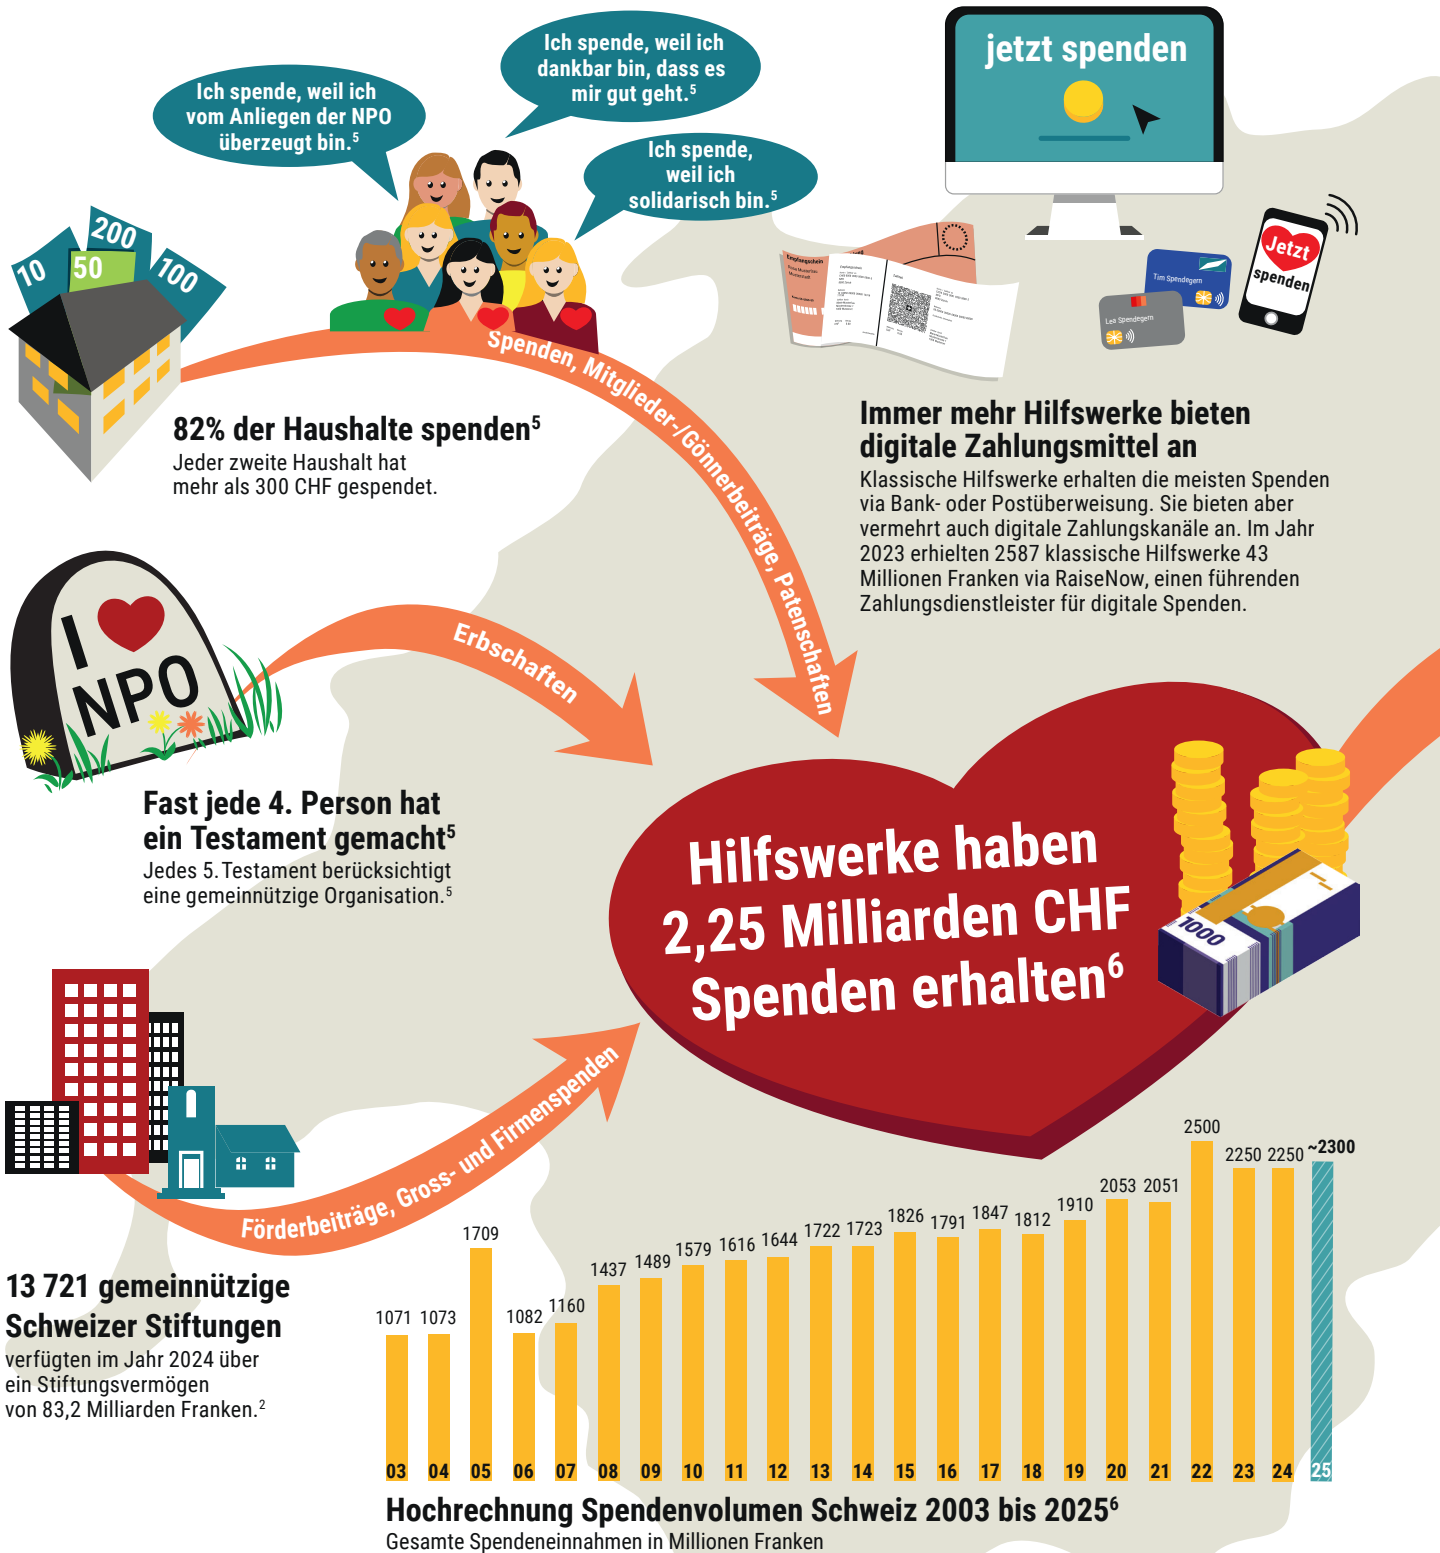 Ich spende, weil ich
vom Anliegen der NPO
überzeugt bin.⁵
Ich spende, weil ich
dankbar bin, dass es
mir gut geht.⁵
Ich spende,
weil ich
solidarisch bin.⁵
jetzt spenden
10
50
200
100
Empfangsschein
Tim Spendegern
Lea Spendegern
Jetzt
spenden
Spenden, Mitglieder-/Gönnerbeiträge, Patenschaften
82% der Haushalte spenden⁵
Jeder zweite Haushalt hat
mehr als 300 CHF gespendet.
Immer mehr Hilfswerke bieten
digitale Zahlungsmittel an
Klassische Hilfswerke erhalten die meisten Spenden
via Bank- oder Postüberweisung. Sie bieten aber
vermehrt auch digitale Zahlungskanäle an. Im Jahr
2023 erhielten 2587 klassische Hilfswerke 43
Millionen Franken via RaiseNow, einen führenden
Zahlungsdienstleister für digitale Spenden.
I
NPO
Erbschaften
Fast jede 4. Person hat
ein Testament gemacht⁵
Jedes 5. Testament berücksichtigt
eine gemeinnützige Organisation.⁵
Hilfswerke haben
2,25 Milliarden CHF
Spenden erhalten⁶
1000
Förderbeiträge, Gross- und Firmenspenden
13 721 gemeinnützige
Schweizer Stiftungen
verfügten im Jahr 2024 über
ein Stiftungsvermögen
von 83,2 Milliarden Franken.²
1071 1073 1709 1082 1160 1437 1489 1579 1616 1644 1722 1723 1826 1791 1847 1812 1910 2053 2051 2500 2250 2250 ~2300
03 04 05 06 07 08 09 10 11 12 13 14 15 16 17 18 19 20 21 22 23 24 25
Hochrechnung Spendenvolumen Schweiz 2003 bis 2025⁶
Gesamte Spendeneinnahmen in Millionen Franken